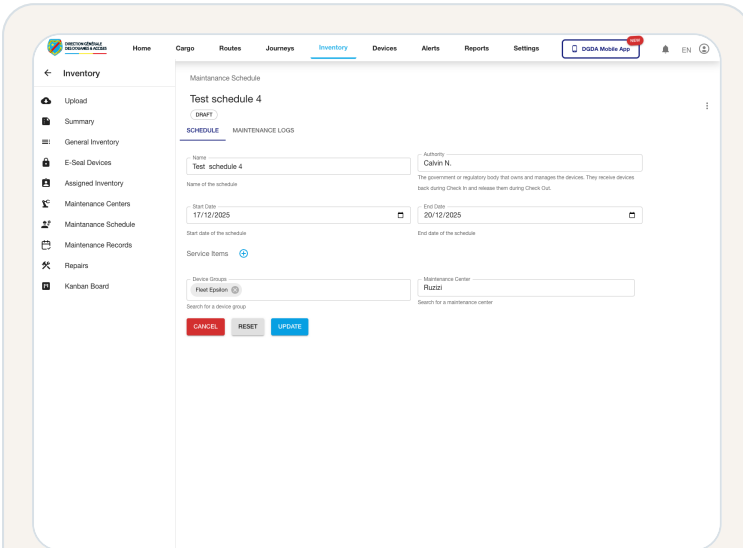 DIRECTION GÉNÉRALE
DES DOUANES & ACCISES
Home
Cargo
Routes
Journeys
Inventory
Devices
Alerts
Reports
Settings
DGDA Mobile App
NEW
EN
Inventory
Upload
Summary
General Inventory
E-Seal Devices
Assigned Inventory
Maintenance Centers
Maintanance Schedule
Maintenance Records
Repairs
Kanban Board
Maintanance Schedule
Test schedule 4
DRAFT
SCHEDULE
MAINTENANCE LOGS
Name
Test schedule 4
Name of the schedule
Authority
Calvin N.
The government or regulatory body that owns and manages the devices. They receive devices
back during Check In and release them during Check Out.
Start Date
17/12/2025
Start date of the schedule
End Date
20/12/2025
End date of the schedule
Service Items
Device Groups
Fleet Epsilon
Search for a device group
Maintenance Center
Ruzizi
Search for a maintenance center
CANCEL
RESET
UPDATE